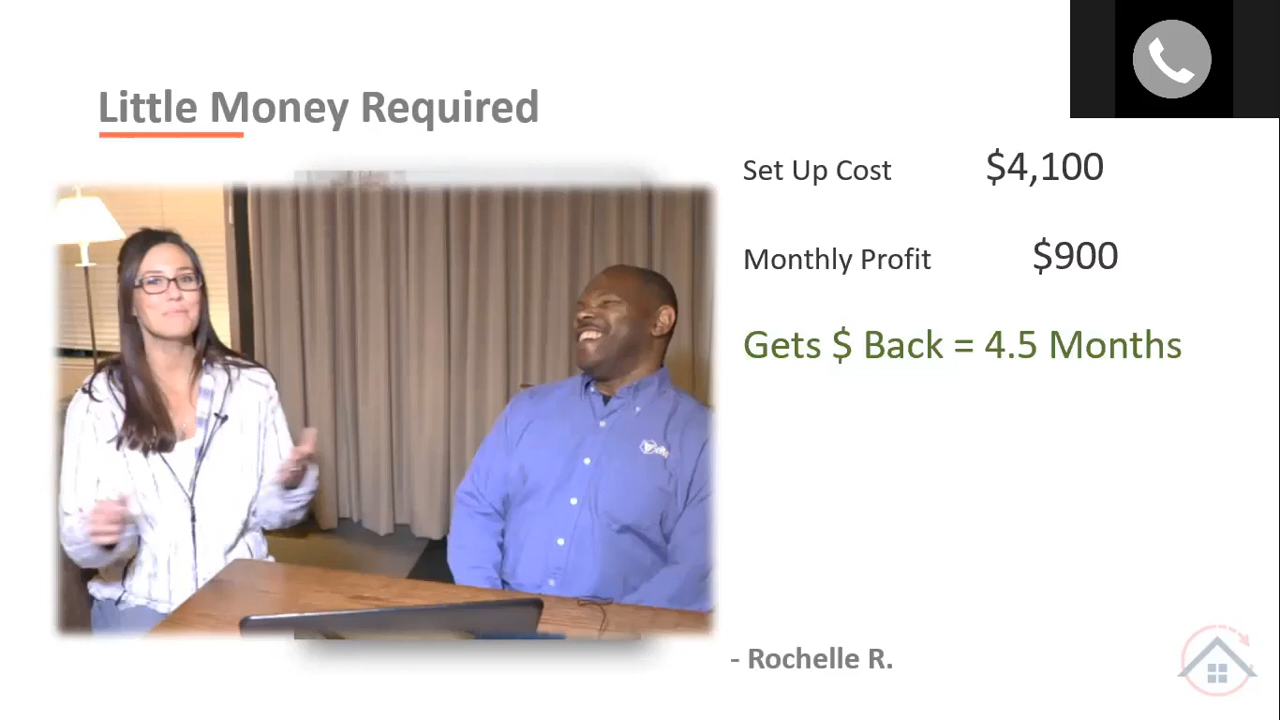 Little Money Required
Set Up Cost $4,100
Monthly Profit $900
Gets $ Back = 4.5 Months
- Rochelle R.